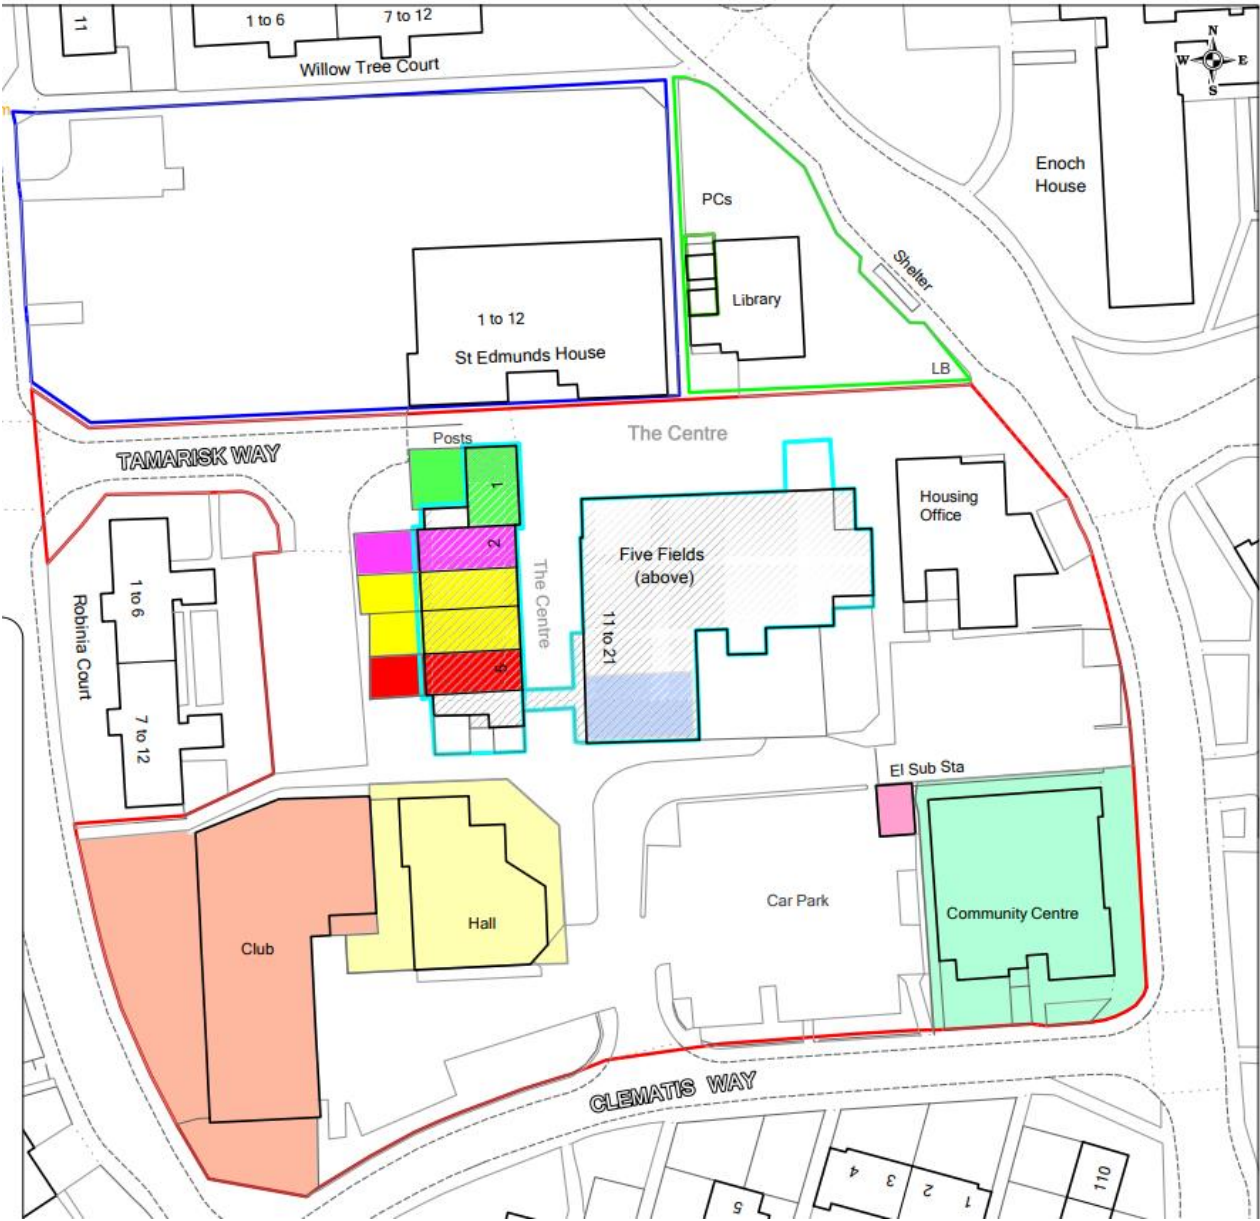 11
1 to 6
7 to 12
Willow Tree Court
N
W E
S
m
Enoch
House
PCs
Shelter
Library
1 to 12
St Edmunds House
LB
Posts
The Centre
TAMARISK WAY
1
Housing
Office
2
Five Fields
(above)
The Centre
1 to 6
11 to 21
Robinia Court
5
7 to 12
El Sub Sta
Car Park
Community Centre
Hall
Club
CLEMATIS WAY
4
3
2
1
110
5